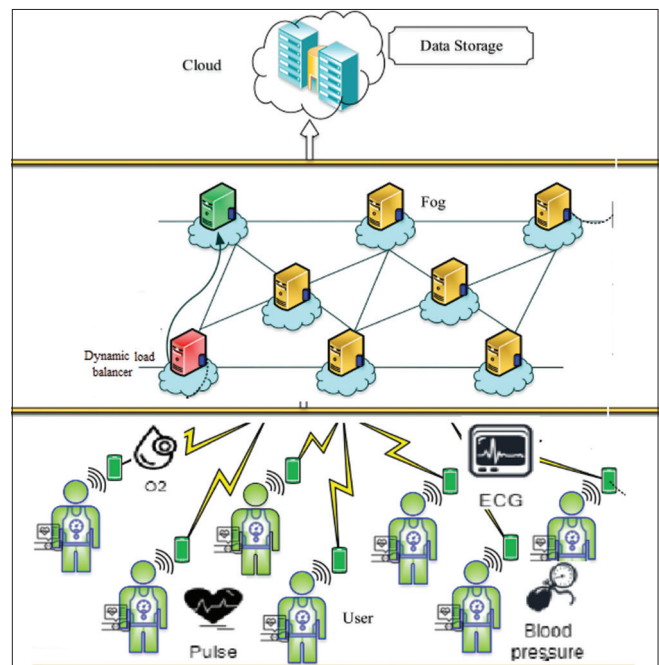 Data Storage
Cloud
Fog
Dynamic load
balancer
O2
ECG
Pulse
User
Blood
pressure